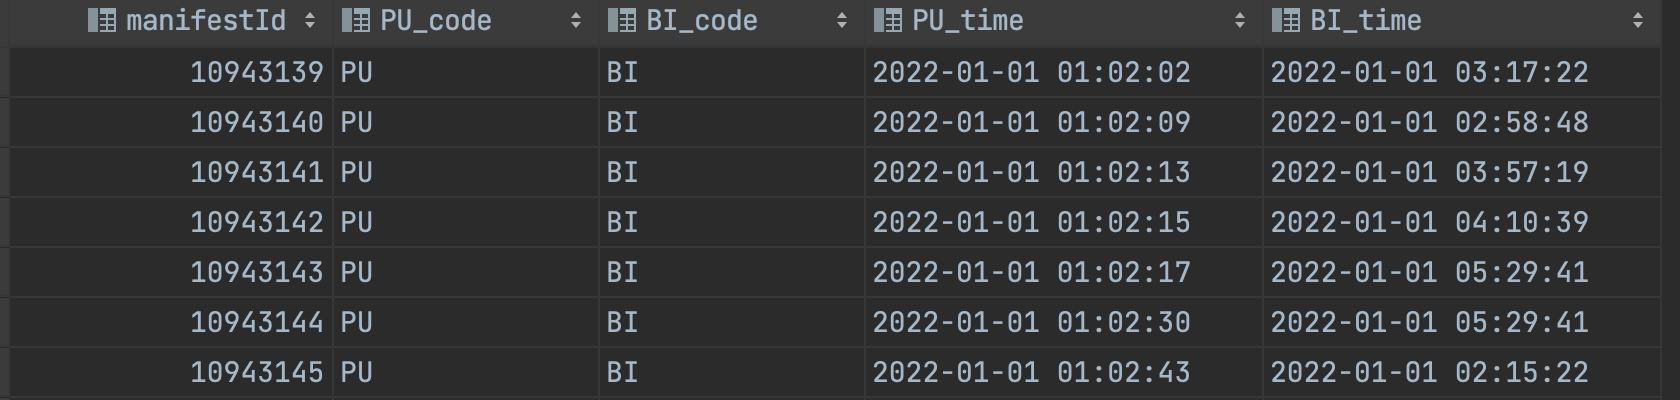 manifestId PU_code BI_code PU_time BI_time
10943139 PU BI 2022-01-01 01:02:02 2022-01-01 03:17:22
10943140 PU BI 2022-01-01 01:02:09 2022-01-01 02:58:48
10943141 PU BI 2022-01-01 01:02:13 2022-01-01 03:57:19
10943142 PU BI 2022-01-01 01:02:15 2022-01-01 04:10:39
10943143 PU BI 2022-01-01 01:02:17 2022-01-01 05:29:41
10943144 PU BI 2022-01-01 01:02:30 2022-01-01 05:29:41
10943145 PU BI 2022-01-01 01:02:43 2022-01-01 02:15:22